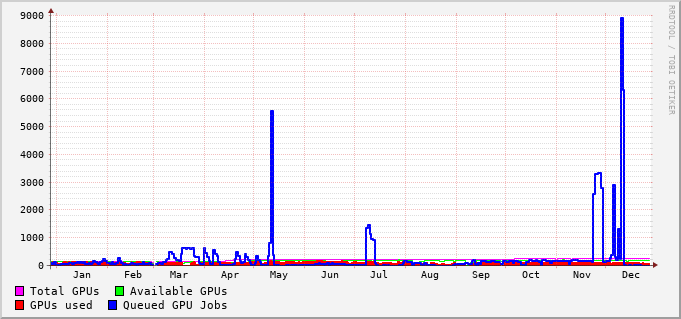 9000
8000
7000
6000
5000
4000
3000
2000
1000
0
Jan Feb Mar Apr May Jun Jul Aug Sep Oct Nov Dec
Total GPUs Available GPUs
GPUs used Queued GPU Jobs
RRDTOOL / TOBI OETIKER